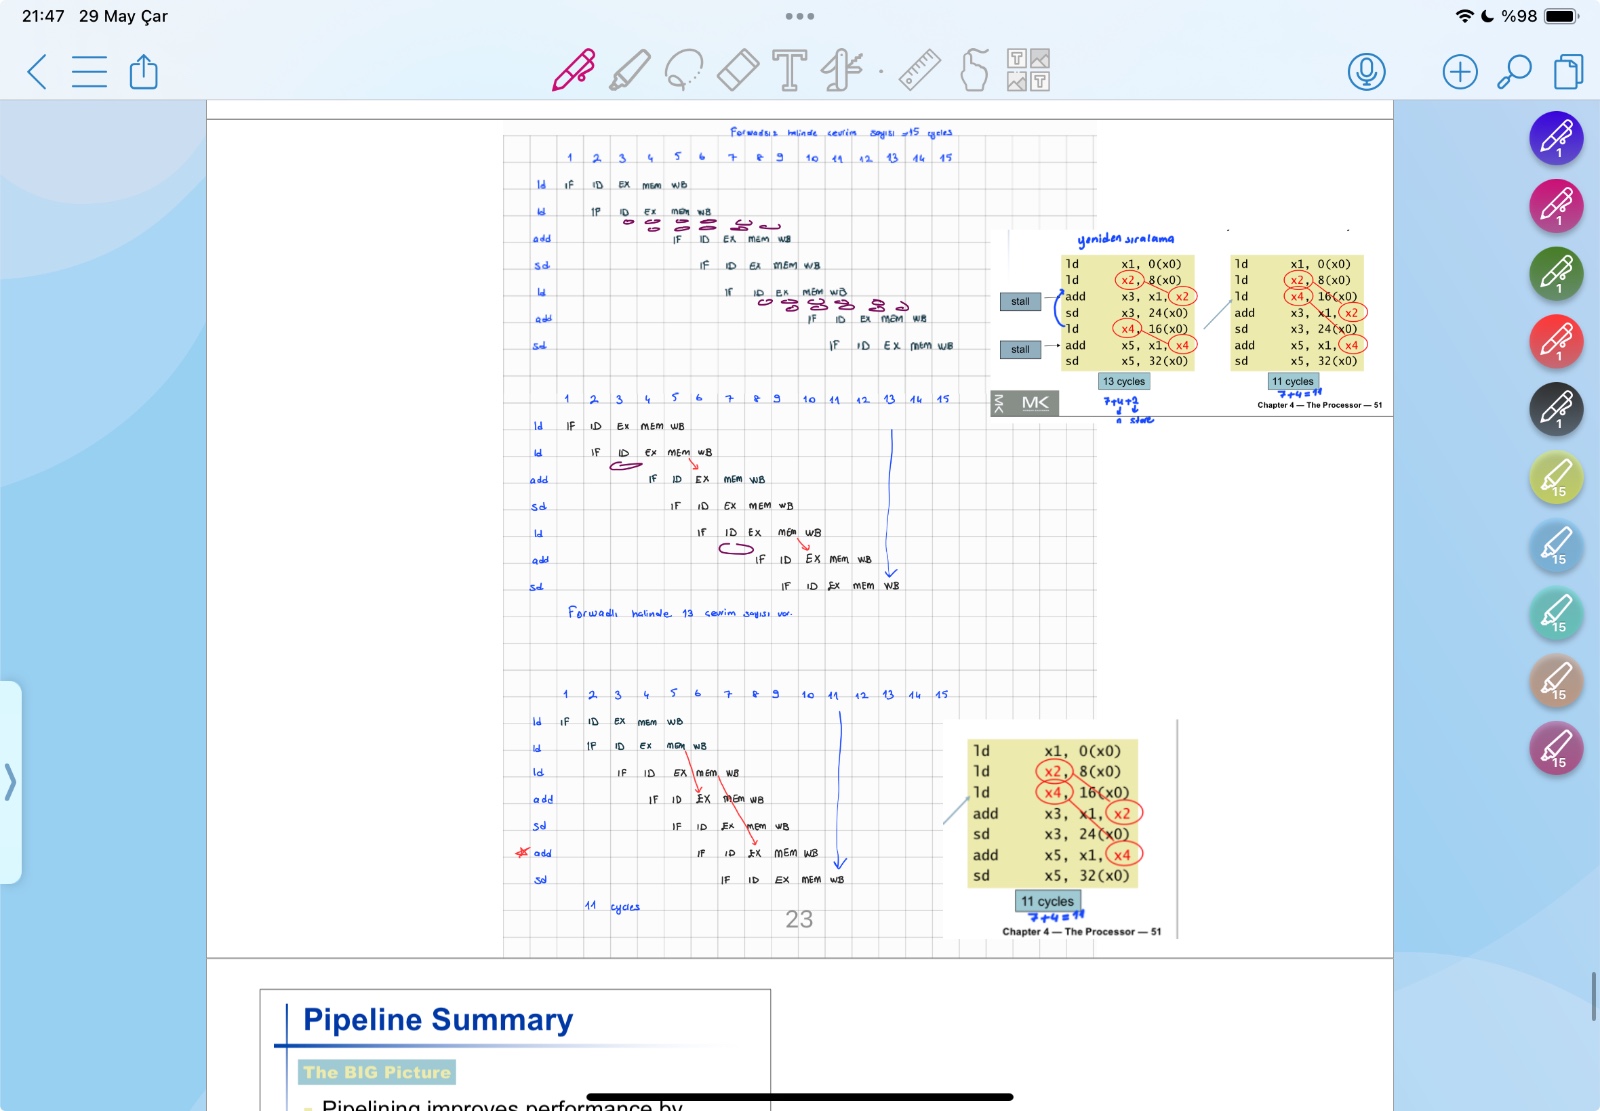 21:47 29 May Çar
%98
Forwadsız halinde çevrim sayısı =15 cycles
1 2 3 4 5 6 7 8 9 10 11 12 13 14 15
ld IF ID EX mem WB
ld IF ID EX mem WB
add IF ID EX mem WB
sd IF ID EX mEm WB
ld IF ID EX MEM WB
add IF ID EX MEM WB
sd IF ID EX mem WB
yeniden sıralama
ld x1, 0(x0)
ld x2, 8(x0)
stall add x3, x1, x2
sd x3, 24(x0)
ld x4, 16(x0)
stall add x5, x1, x4
sd x5, 32(x0)
13 cycles
7+4+2
store
ld x1, 0(x0)
ld x2, 8(x0)
ld x4, 16(x0)
add x3, x1, x2
sd x3, 24(x0)
add x5, x1, x4
sd x5, 32(x0)
11 cycles
7+4=11
MK
Chapter 4 — The Processor — 51
1 2 3 4 5 6 7 8 9 10 11 12 13 14 15
ld IF ID EX MEM WB
ld IF ID EX MEM WB
add IF ID EX MEM WB
sd IF ID EX MEM WB
ld IF ID EX MEM WB
add IF ID EX MEM WB
sd IF ID EX MEM WB
Forwadlı halinde 13 çevrim sayısı var.
1 2 3 4 5 6 7 8 9 10 11 12 13 14 15
ld IF ID EX mem WB
ld IF ID EX mem WB
ld IF ID EX mem WB
add IF ID EX mEm WB
sd IF ID EX mem WB
add IF ID EX MEM WB
sd IF ID EX MEM WB
11 cycles
23
ld x1, 0(x0)
ld x2, 8(x0)
ld x4, 16(x0)
add x3, x1, x2
sd x3, 24(x0)
add x5, x1, x4
sd x5, 32(x0)
11 cycles
7+4=11
Chapter 4 — The Processor — 51
Pipeline Summary
The BIG Picture
Pipelining improves performance by
1
1
1
1
1
15
15
15
15
15